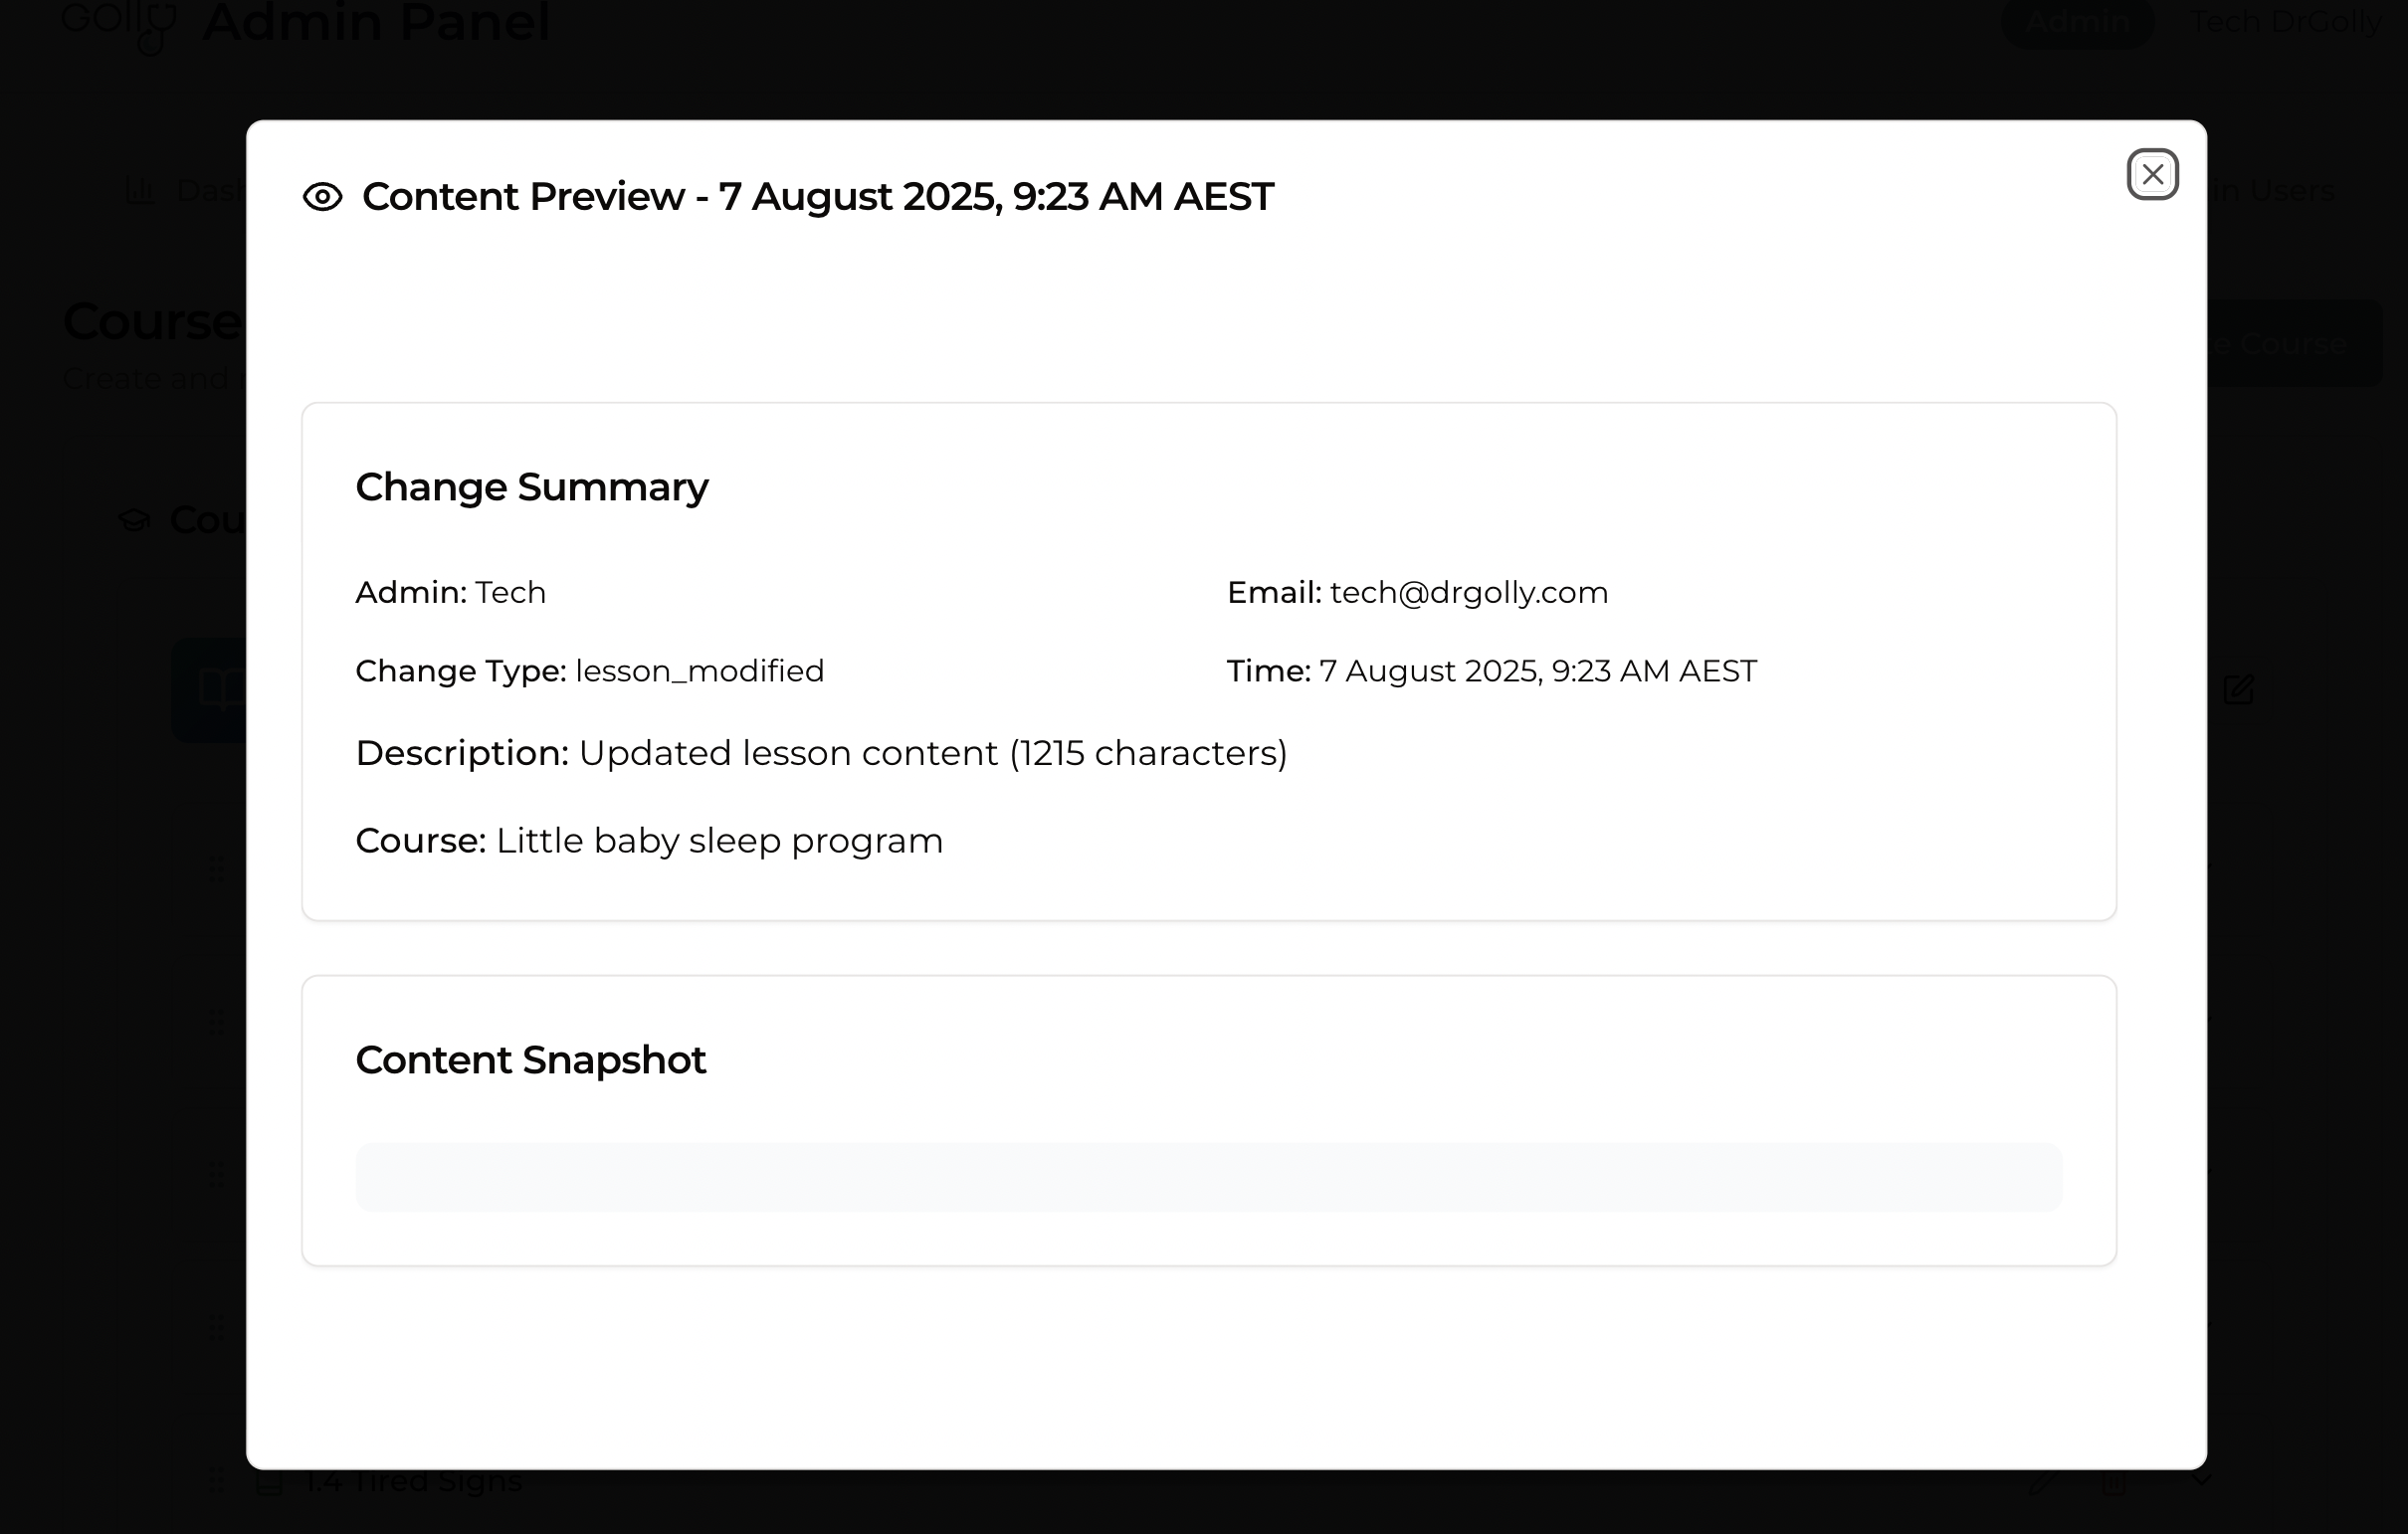 Golly Admin Panel
Admin
Tech DrGolly
Content Preview - 7 August 2025, 9:23 AM AEST
in Users
Course
Create and
e Course
Change Summary
Cou
Admin: Tech
Email: tech@drgolly.com
Change Type: lesson_modified
Time: 7 August 2025, 9:23 AM AEST
Description: Updated lesson content (1215 characters)
Course: Little baby sleep program
Content Snapshot
1.4 Tired Signs